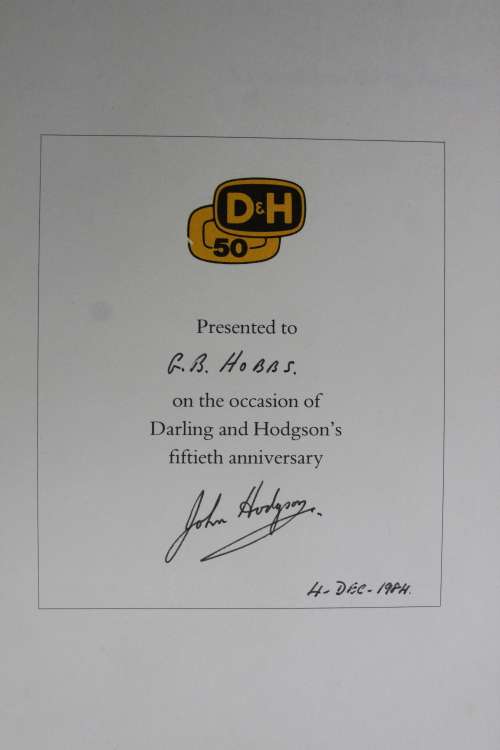 D&H
50
Presented to
G.B. HOBBS.
on the occasion of
Darling and Hodgson's
fiftieth anniversary
John Hodgson.
4-DEC-1984.